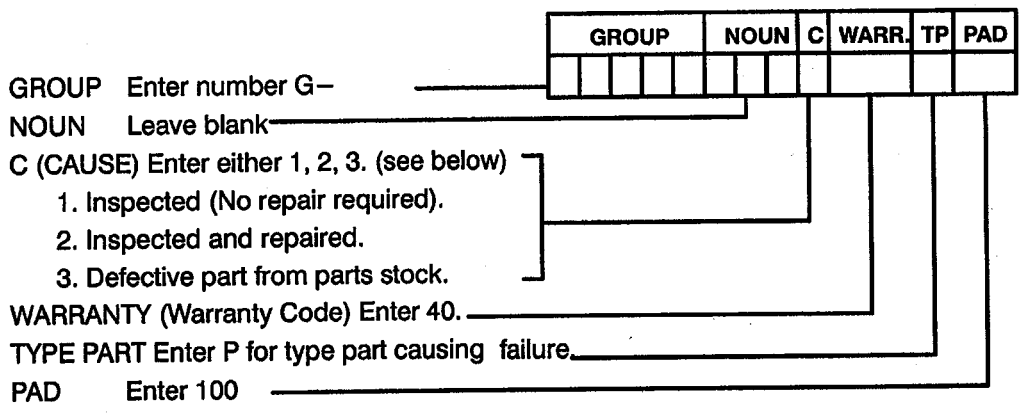 GROUP NOUN C WARR. TP PAD
GROUP Enter number G–
NOUN Leave blank
C (CAUSE) Enter either 1, 2, 3. (see below)
1. Inspected (No repair required).
2. Inspected and repaired.
3. Defective part from parts stock.
WARRANTY (Warranty Code) Enter 40.
TYPE PART Enter P for type part causing failure.
PAD Enter 100